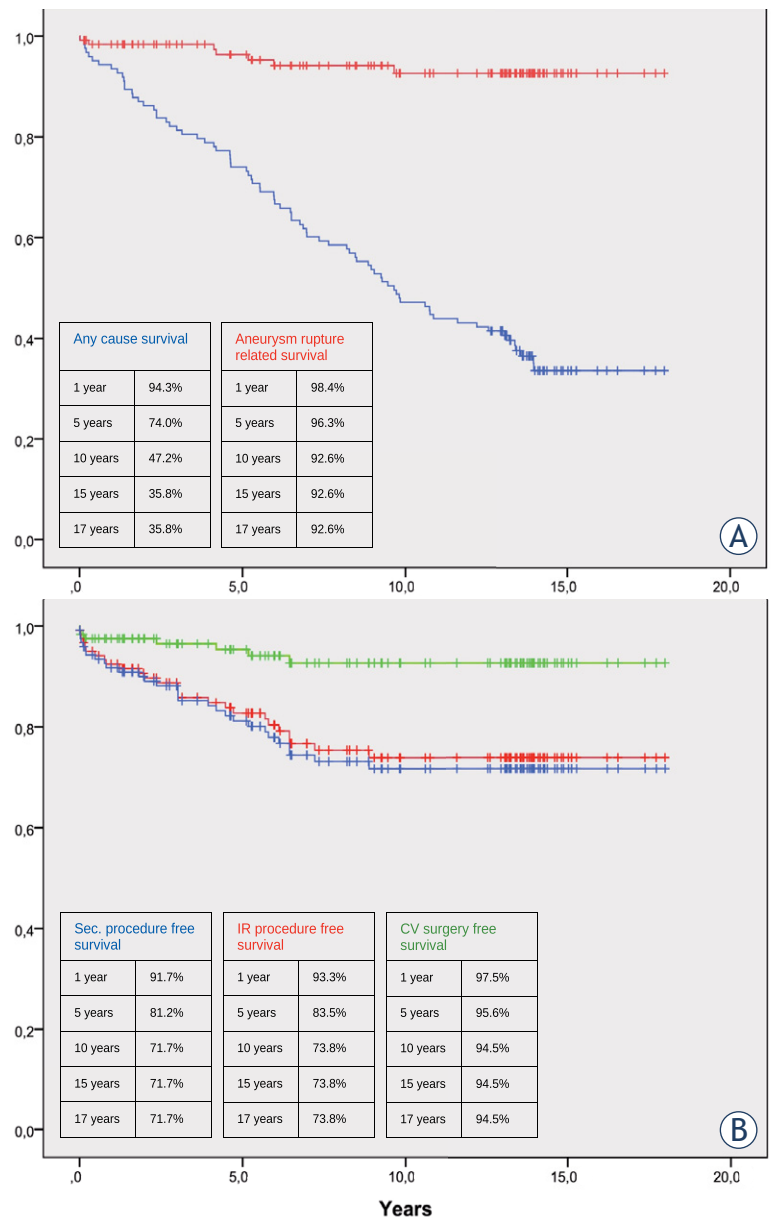 1,0
0,8
0,6
0,4
0,2
0,0
Any cause survival
1 year 94.3%
5 years 74.0%
10 years 47.2%
15 years 35.8%
17 years 35.8%
Aneurysm rupture
related survival
1 year 98.4%
5 years 96.3%
10 years 92.6%
15 years 92.6%
17 years 92.6%
A
,0 5,0 10,0 15,0 20,0
1,0
0,8
0,6
0,4
0,2
0,0
Sec. procedure free
survival
1 year 91.7%
5 years 81.2%
10 years 71.7%
15 years 71.7%
17 years 71.7%
IR procedure free
survival
1 year 93.3%
5 years 83.5%
10 years 73.8%
15 years 73.8%
17 years 73.8%
CV surgery free
survival
1 year 97.5%
5 years 95.6%
10 years 94.5%
15 years 94.5%
17 years 94.5%
B
,0 5,0 10,0 15,0 20,0
Years